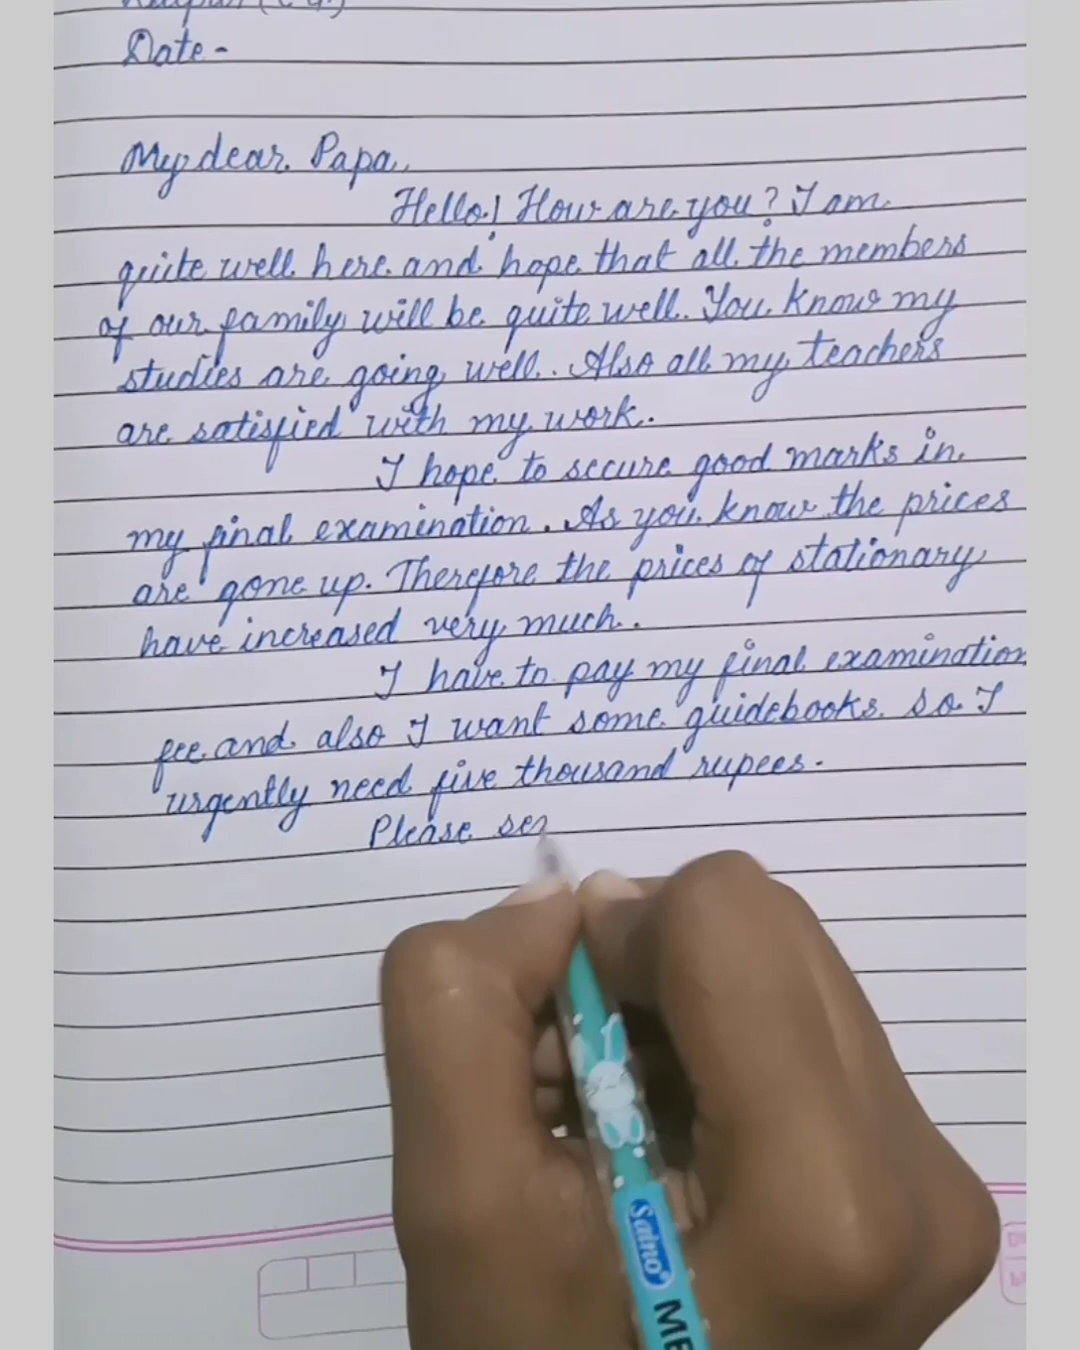 Date -
My dear Papa,
Hello! How are you? I am
quite well here and hope that all the members
of our family will be quite well. You know my
studies are going well. Also all my teachers
are satisfied with my work.
I hope to secure good marks in
my final examination. As you know the prices
are gone up. Therefore the prices of stationary
have increased very much.
I have to pay my final examination
fee and also I want some guidebooks. So I
urgently need five thousand rupees.
Please sen
Salmo
ME